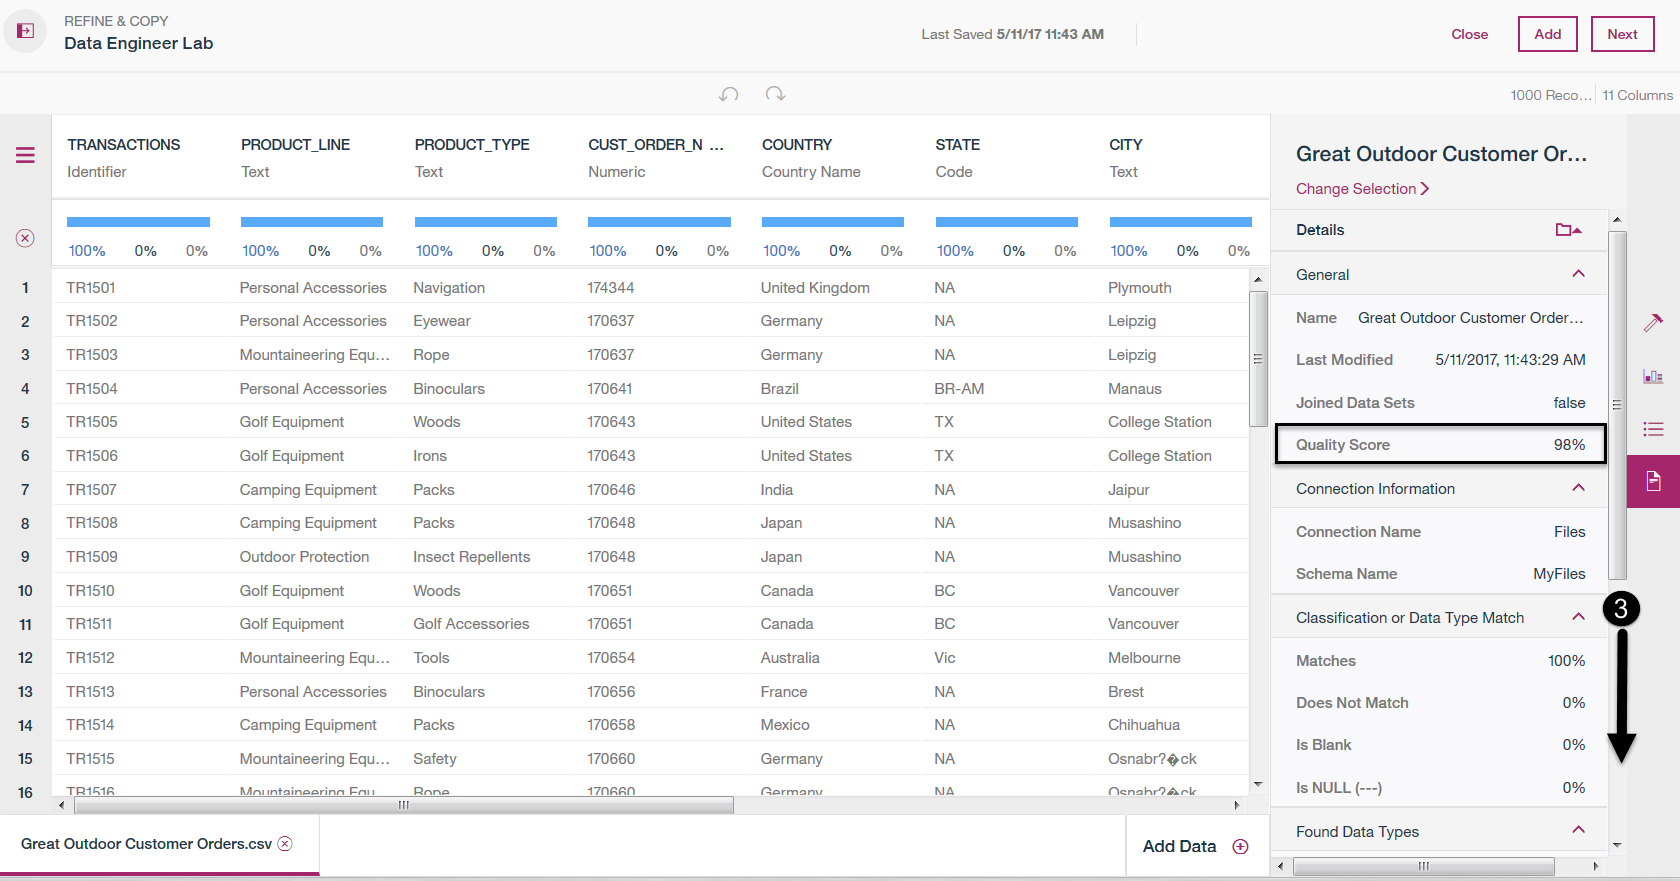 REFINE & COPY
Data Engineer Lab
Last Saved 5/11/17 11:43 AM
Close Add Next
1000 Reco... 11 Columns
TRANSACTIONS PRODUCT_LINE PRODUCT_TYPE CUST_ORDER_N ... COUNTRY STATE CITY
Identifier Text Text Numeric Country Name Code Text
100% 0% 0% 100% 0% 0% 100% 0% 0% 100% 0% 0% 100% 0% 0% 100% 0% 0% 100% 0% 0%
1 TR1501 Personal Accessories Navigation 174344 United Kingdom NA Plymouth
2 TR1502 Personal Accessories Eyewear 170637 Germany NA Leipzig
3 TR1503 Mountaineering Equ... Rope 170637 Germany NA Leipzig
4 TR1504 Personal Accessories Binoculars 170641 Brazil BR-AM Manaus
5 TR1505 Golf Equipment Woods 170643 United States TX College Station
6 TR1506 Golf Equipment Irons 170643 United States TX College Station
7 TR1507 Camping Equipment Packs 170646 India NA Jaipur
8 TR1508 Camping Equipment Packs 170648 Japan NA Musashino
9 TR1509 Outdoor Protection Insect Repellents 170648 Japan NA Musashino
10 TR1510 Golf Equipment Woods 170651 Canada BC Vancouver
11 TR1511 Golf Equipment Golf Accessories 170651 Canada BC Vancouver
12 TR1512 Mountaineering Equ... Tools 170654 Australia Vic Melbourne
13 TR1513 Personal Accessories Binoculars 170656 France NA Brest
14 TR1514 Camping Equipment Packs 170658 Mexico NA Chihuahua
15 TR1515 Mountaineering Equ... Safety 170660 Germany NA Osnabr?�ck
16 TR1516 Mountaineering Equ... Rope 170660 Germany NA Osnabr?�ck
Great Outdoor Customer Orders.csv
Add Data
Great Outdoor Customer Or...
Change Selection
Details
General
Name Great Outdoor Customer Order...
Last Modified 5/11/2017, 11:43:29 AM
Joined Data Sets false
Quality Score 98%
Connection Information
Connection Name Files
Schema Name MyFiles
3
Classification or Data Type Match
Matches 100%
Does Not Match 0%
Is Blank 0%
Is NULL (---) 0%
Found Data Types